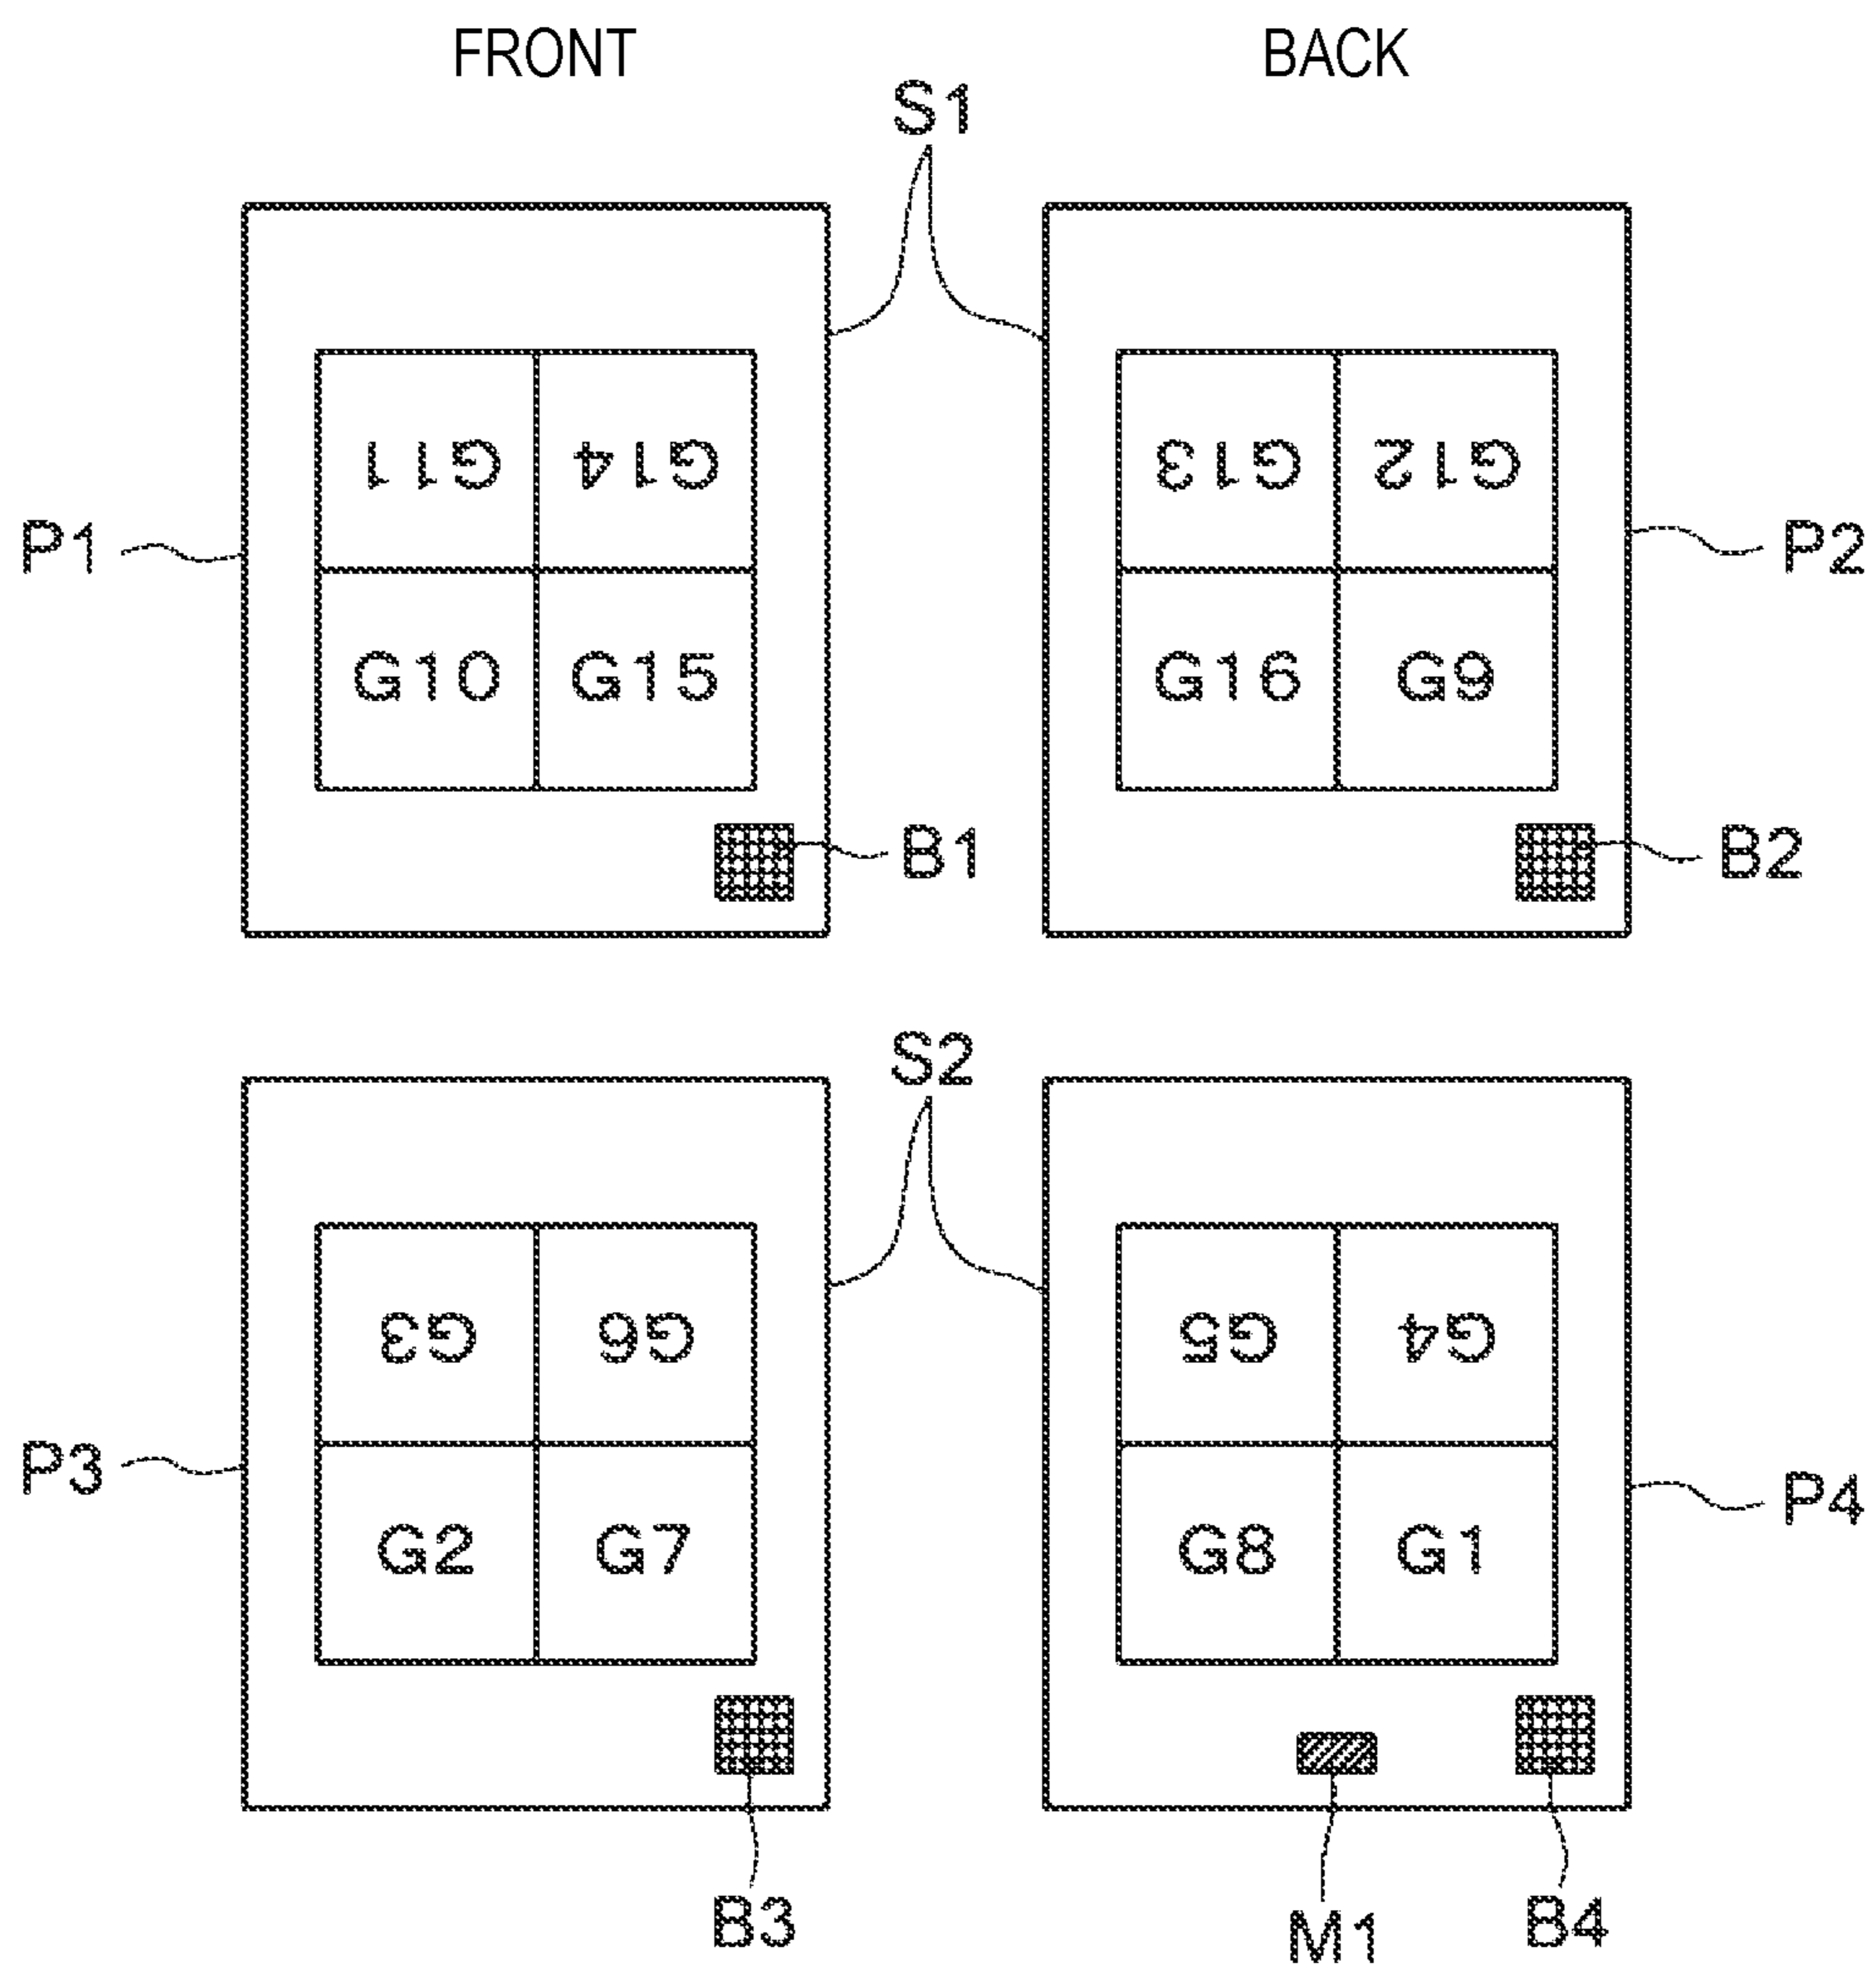 FRONT BACK
S1
G11 G14 G13 G12
P1 P2
G10 G15 G16 G9
B1 B2
S2
G3 G6 G5 G4
P3 P4
G2 G7 G8 G1
B3 M1 B4